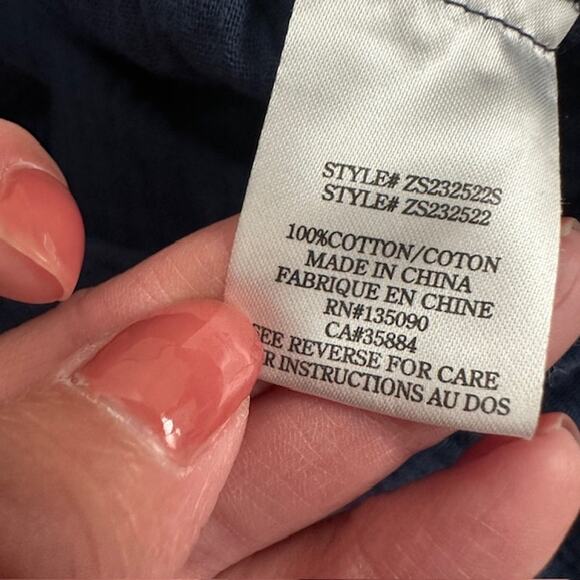 STYLE# ZS232522S
STYLE# ZS232522
100%COTTON/COTON
MADE IN CHINA
FABRIQUE EN CHINE
RN#135090
CA#35884
SEE REVERSE FOR CARE
INSTRUCTIONS AU DOS